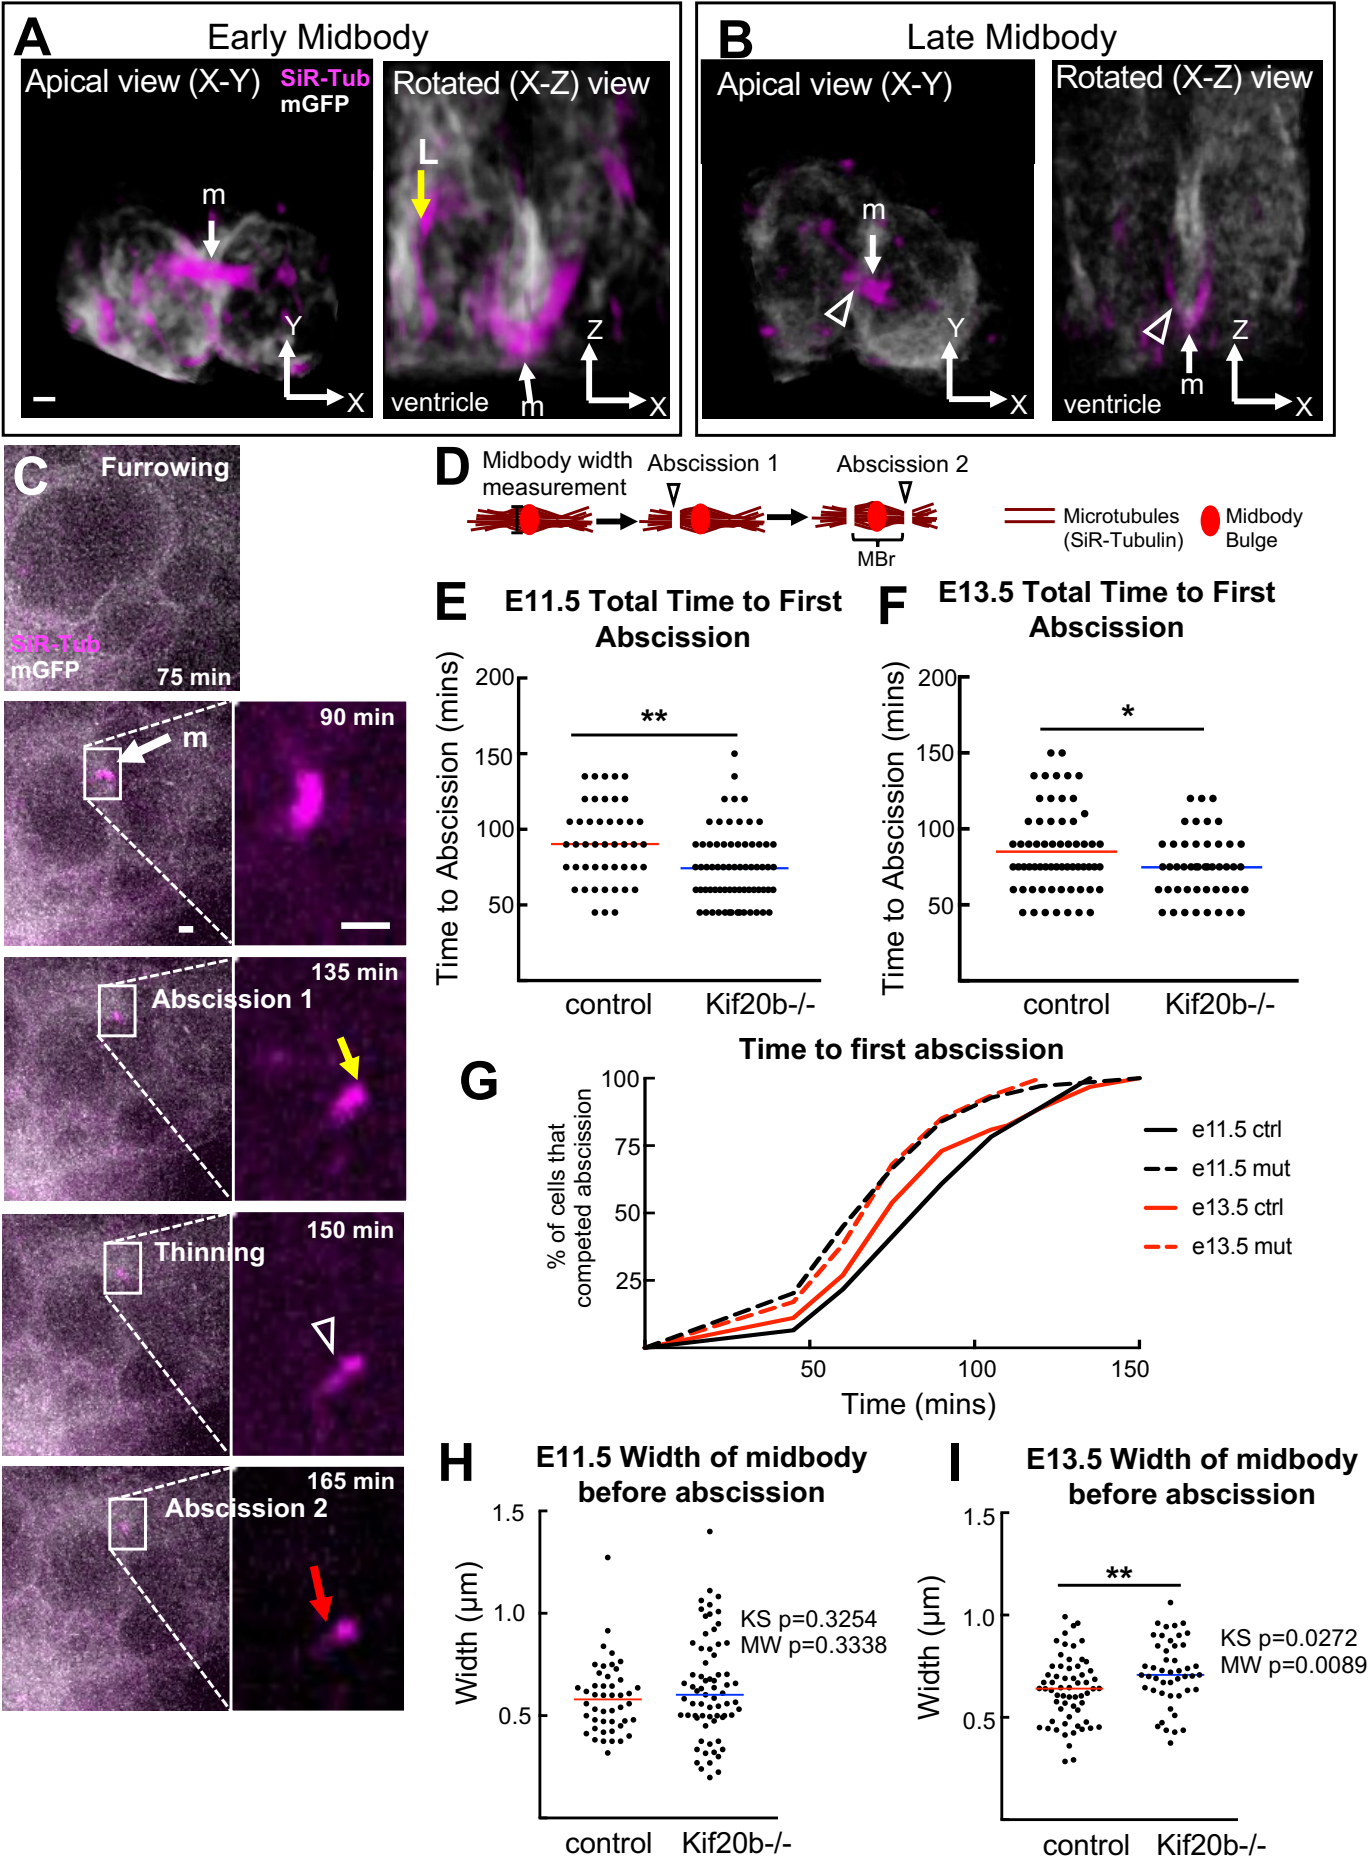 A
Early Midbody
Apical view (X-Y)
SiR-Tub
mGFP
m
Y
X
Rotated (X-Z) view
L
Z
ventricle
m
X
B
Late Midbody
Apical view (X-Y)
m
Y
X
Rotated (X-Z) view
Z
m
ventricle
X
C
Furrowing
SiR-Tub
mGFP
75 min
m
90 min
135 min
Abscission 1
150 min
Thinning
165 min
Abscission 2
D
Midbody width
measurement
Abscission 1
Abscission 2
MBr
Microtubules
(SiR-Tubulin)
Midbody
Bulge
E
E11.5 Total Time to First
Abscission
Time to Abscission (mins)
200
150
100
50
**
control
Kif20b-/-
F
E13.5 Total Time to First
Abscission
Time to Abscission (mins)
200
150
100
50
*
control
Kif20b-/-
G
Time to first abscission
% of cells that
competed abscission
100
75
50
25
50
100
150
Time (mins)
e11.5 ctrl
e11.5 mut
e13.5 ctrl
e13.5 mut
H
E11.5 Width of midbody
before abscission
Width (µm)
1.5
1.0
0.5
KS p=0.3254
MW p=0.3338
control
Kif20b-/-
I
E13.5 Width of midbody
before abscission
Width (µm)
1.5
1.0
0.5
**
KS p=0.0272
MW p=0.0089
control
Kif20b-/-